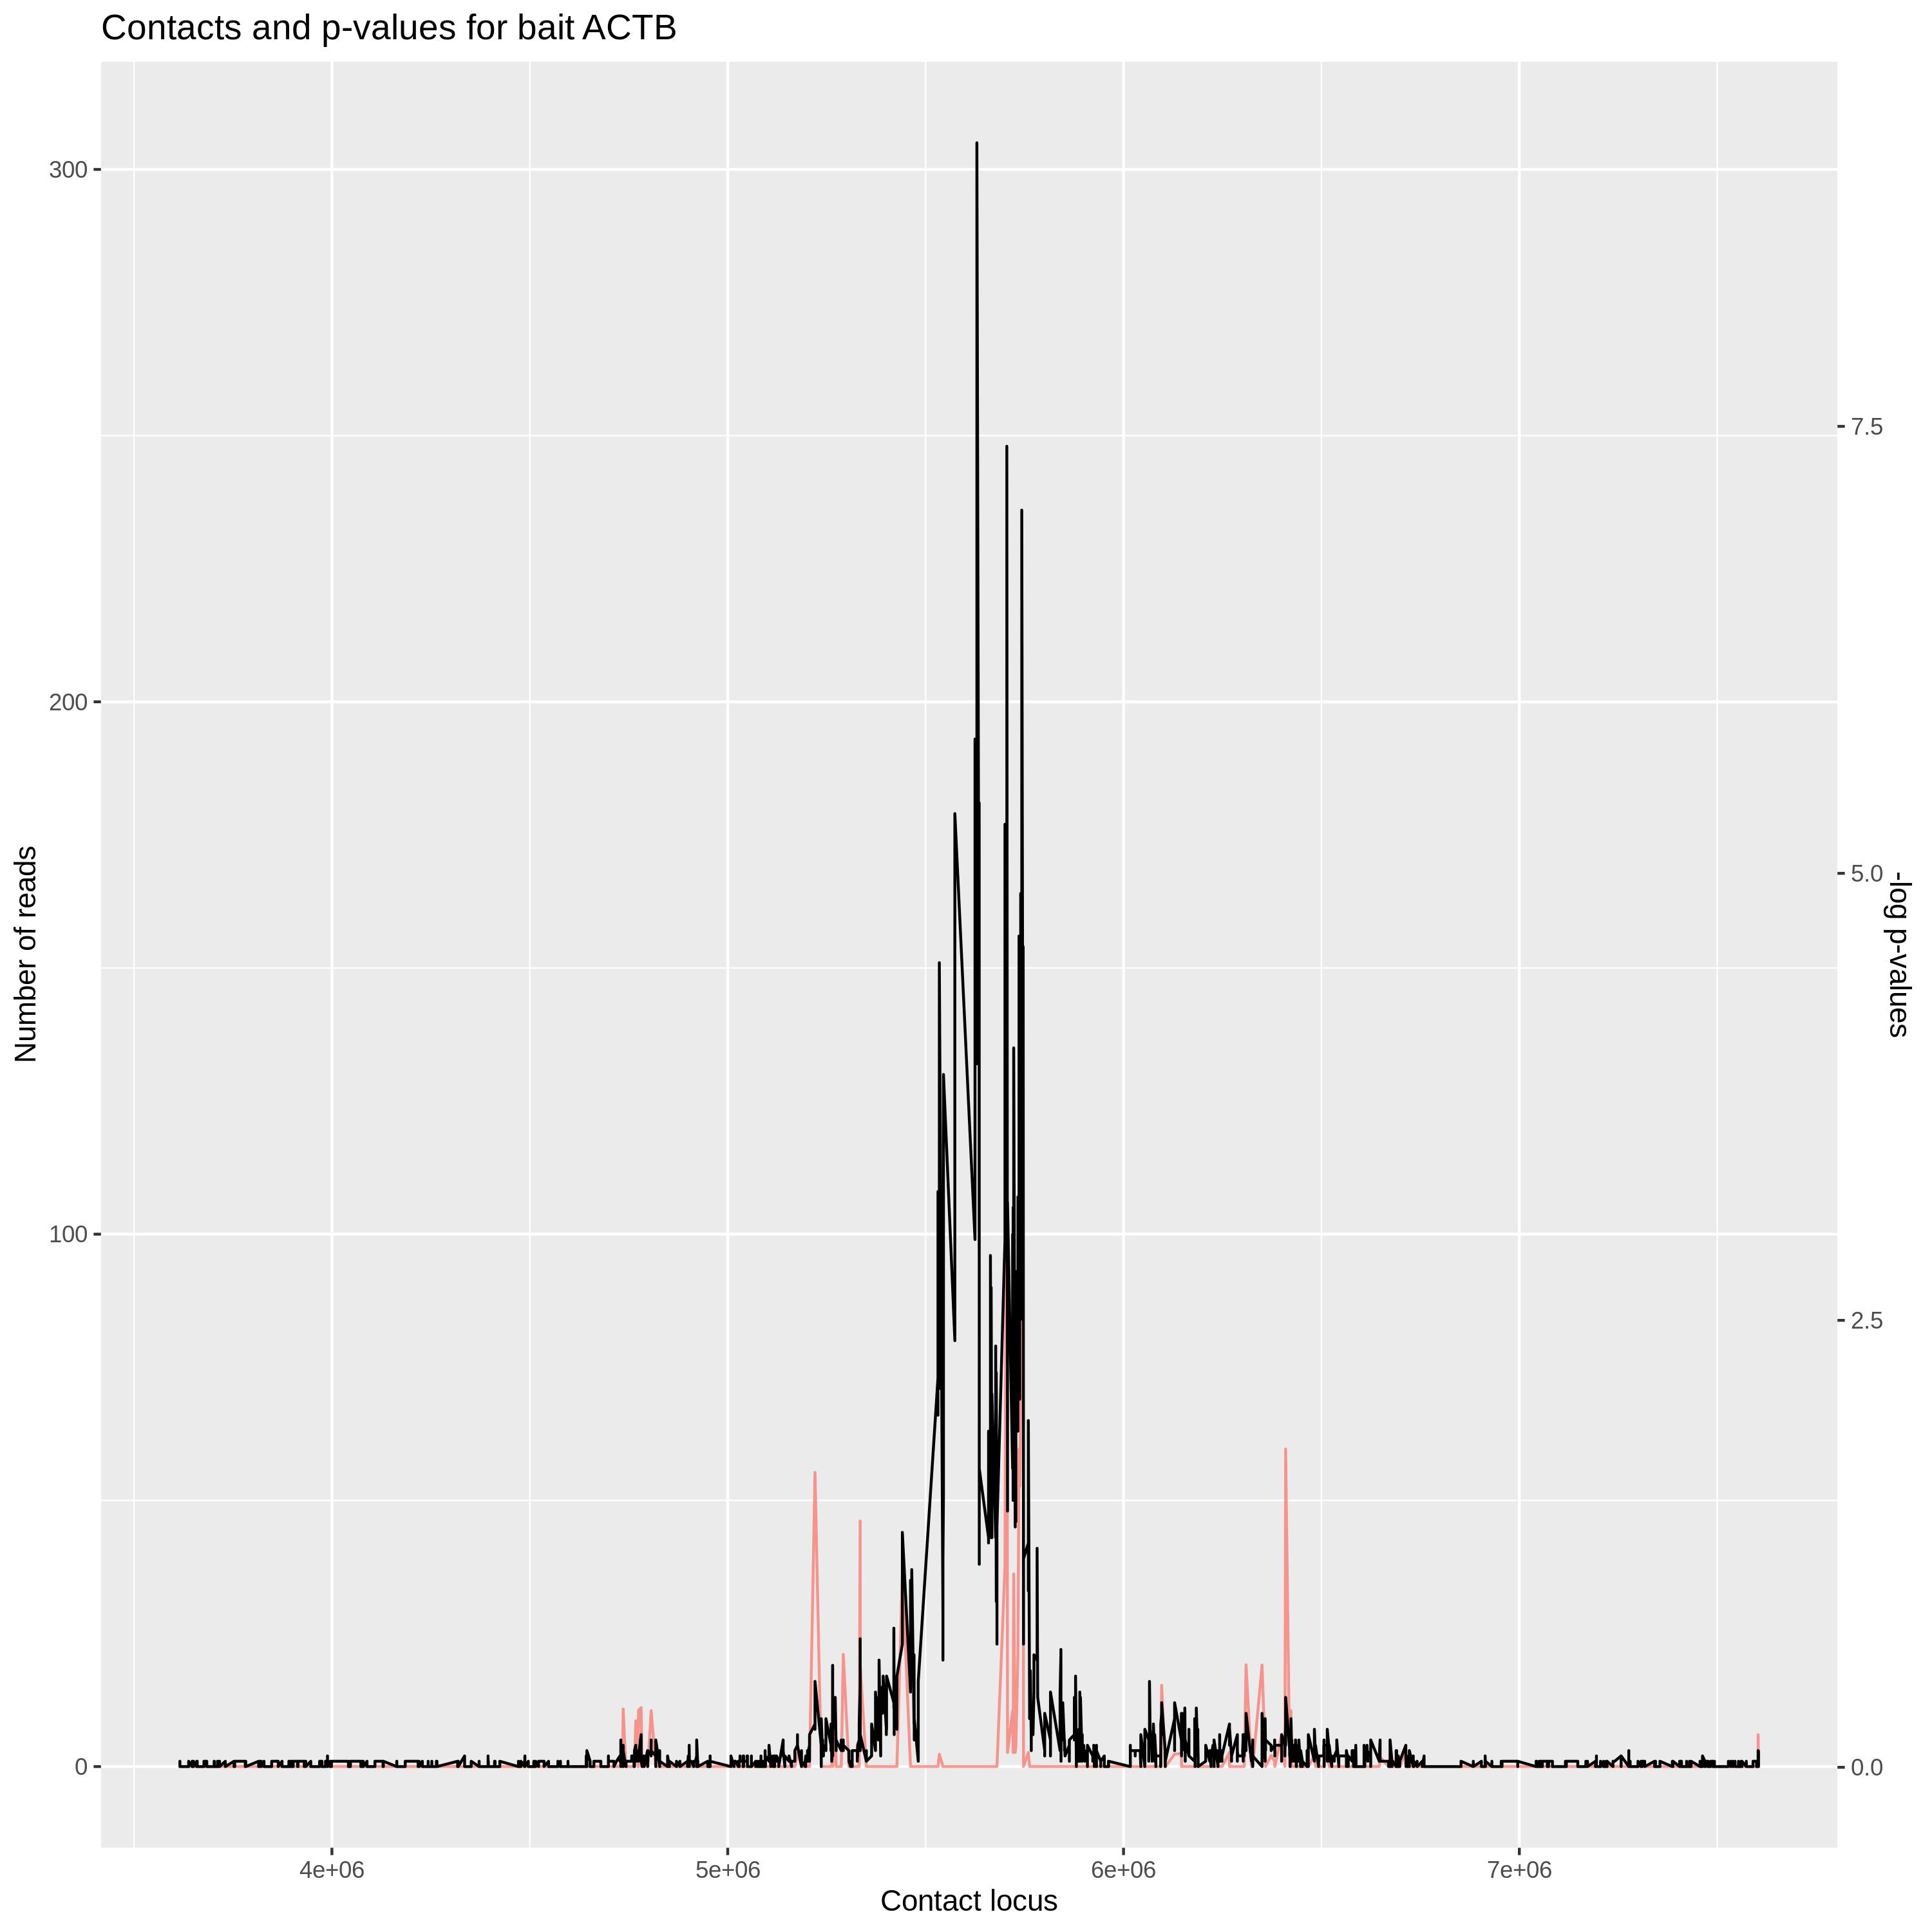 Contacts and p-values for bait ACTB
300
200
100
0
Number of reads
7.5
5.0
2.5
0.0
-log p-values
4e+06
5e+06
6e+06
7e+06
Contact locus